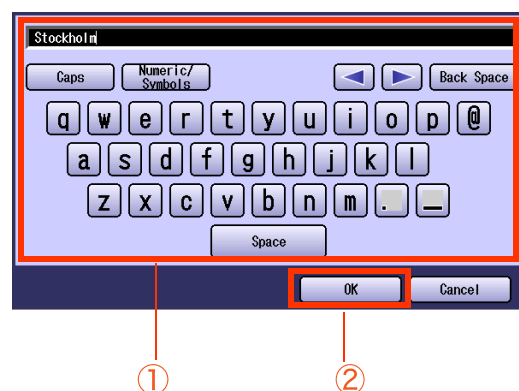 Stockholm
Caps Numeric/ Back Space
Symbols
q w e r t y u i o p @
a s d f g h j k l
z x c v b n m . _
Space
OK Cancel
① ②